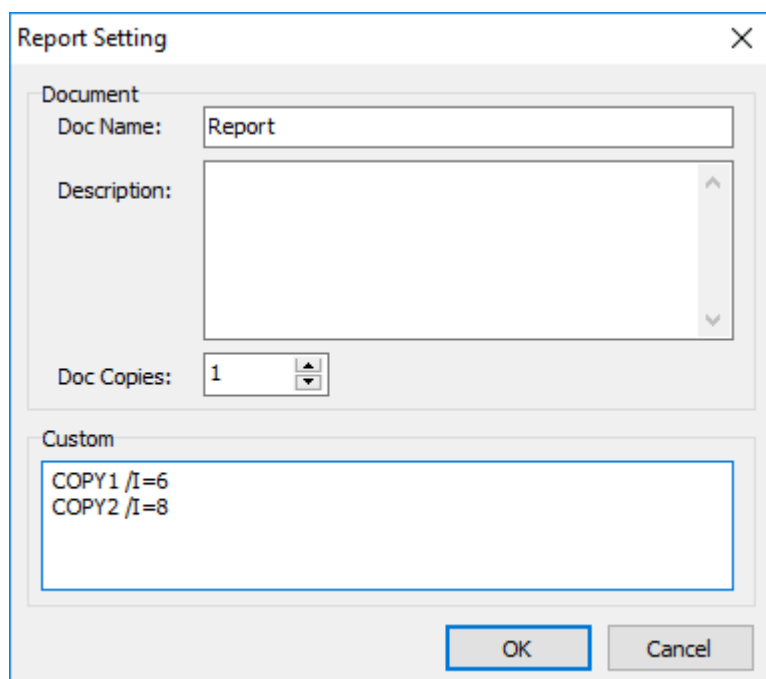 Report Setting
Document
Doc Name: Report
Description:
Doc Copies: 1
Custom
COPY1 /I=6
COPY2 /I=8
OK Cancel